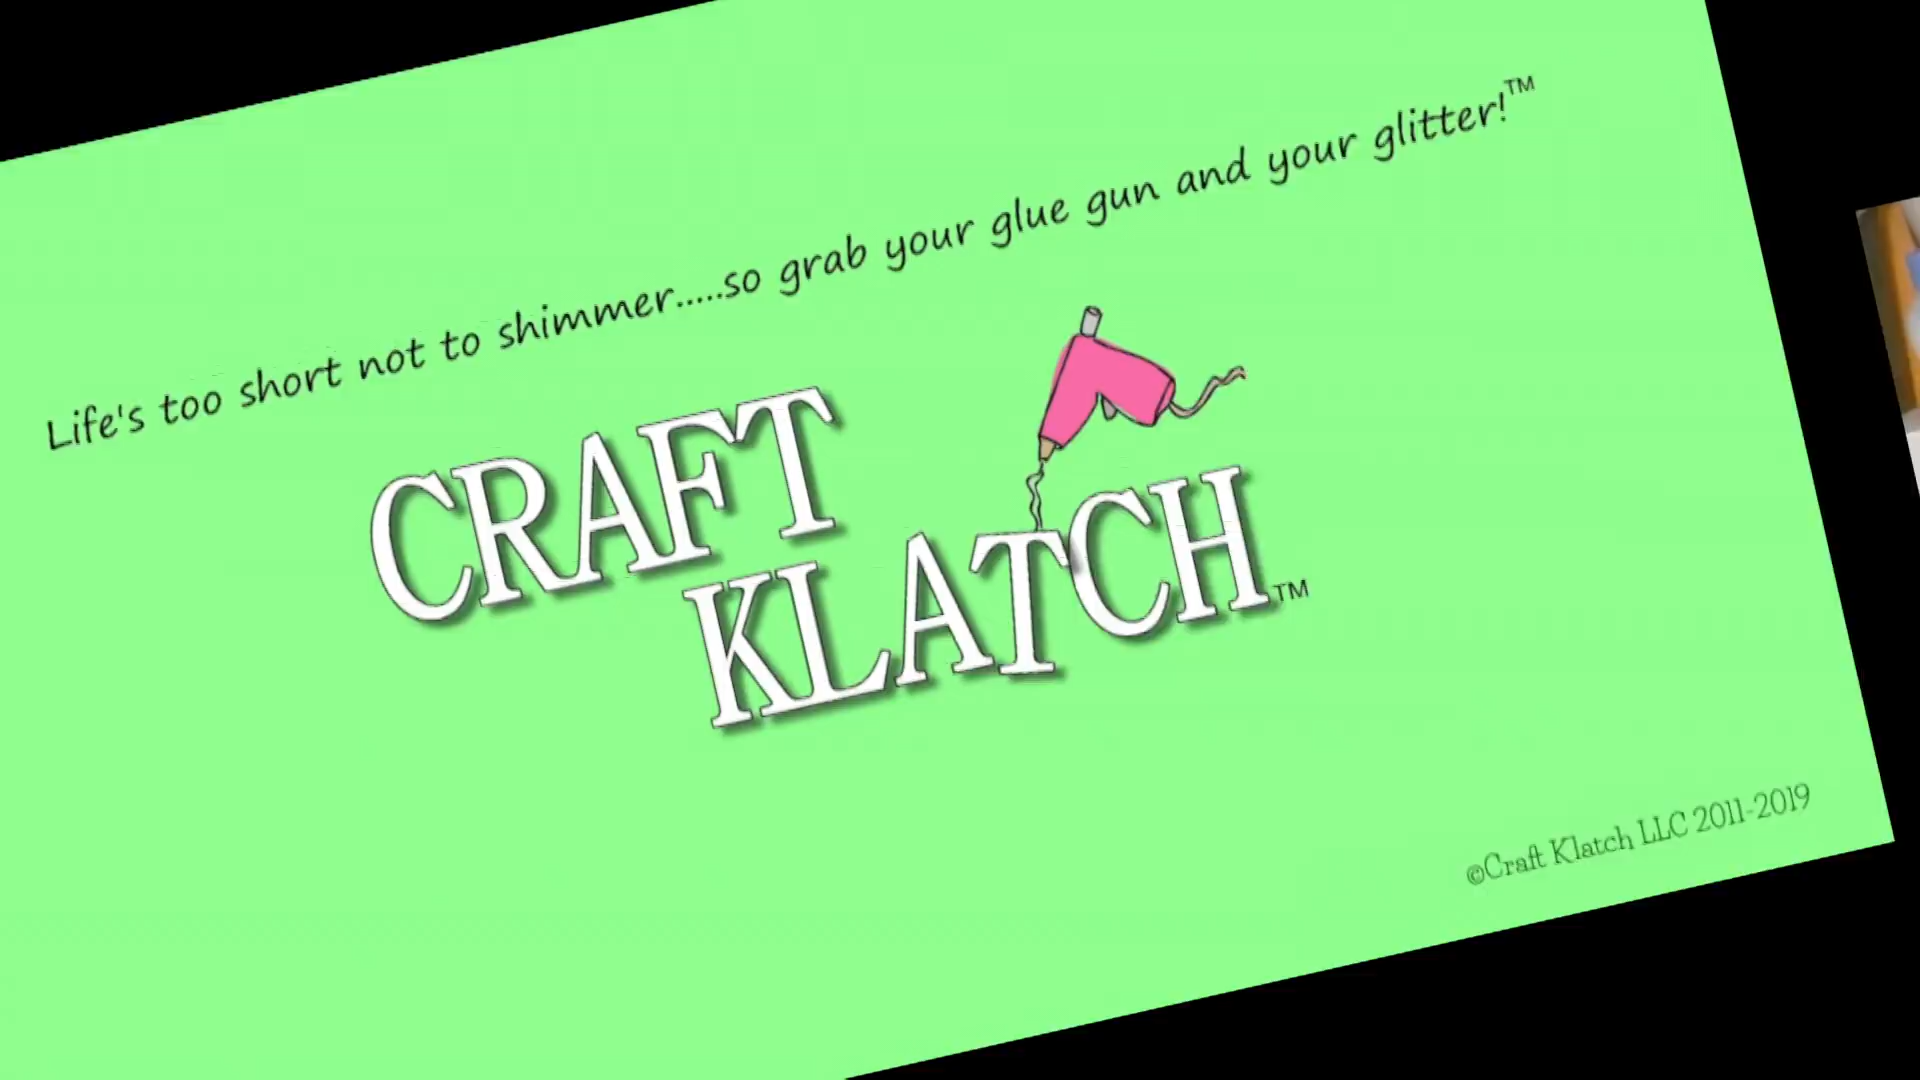 Life's too short not to shimmer.....so grab your glue gun and your glitter!™
CRAFT
KLATCH™
©Craft Klatch LLC 2011-2019